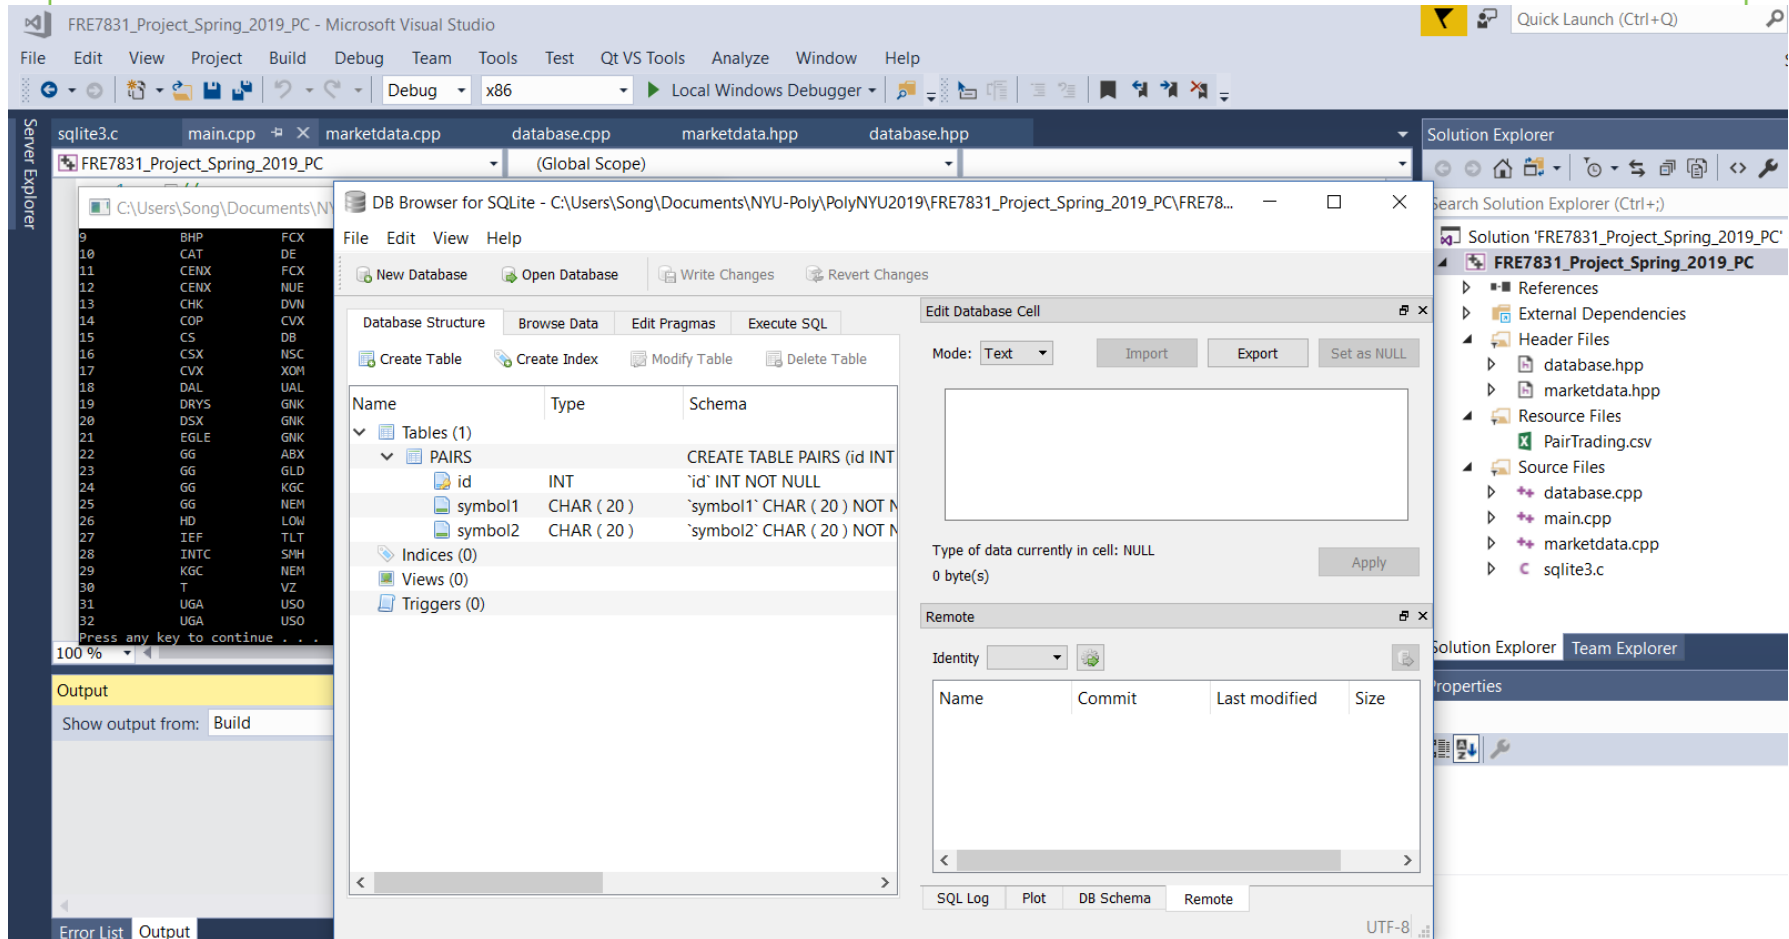 FRE7831_Project_Spring_2019_PC - Microsoft Visual Studio
Quick Launch (Ctrl+Q)
File Edit View Project Build Debug Team Tools Test Qt VS Tools Analyze Window Help
Debug x86 Local Windows Debugger
Server Explorer
sqlite3.c main.cpp marketdata.cpp database.cpp marketdata.hpp database.hpp
FRE7831_Project_Spring_2019_PC (Global Scope)
C:\Users\Song\Documents\NY
9 BHP FCX
10 CAT DE
11 CENX FCX
12 CENX NUE
13 CHK DVN
14 COP CVX
15 CS DB
16 CSX NSC
17 CVX XOM
18 DAL UAL
19 DRYS GNK
20 DSX GNK
21 EGLE GNK
22 GG ABX
23 GG GLD
24 GG KGC
25 GG NEM
26 HD LOW
27 IEF TLT
28 INTC SMH
29 KGC NEM
30 T VZ
31 UGA USO
32 UGA USO
Press any key to continue . . .
100 %
Output
Show output from: Build
Error List Output
DB Browser for SQLite - C:\Users\Song\Documents\NYU-Poly\PolyNYU2019\FRE7831_Project_Spring_2019_PC\FRE78...
File Edit View Help
New Database Open Database Write Changes Revert Changes
Database Structure Browse Data Edit Pragmas Execute SQL
Create Table Create Index Modify Table Delete Table
Name Type Schema
Tables (1)
PAIRS CREATE TABLE PAIRS (id INT
id INT `id` INT NOT NULL
symbol1 CHAR ( 20 ) `symbol1` CHAR ( 20 ) NOT N
symbol2 CHAR ( 20 ) `symbol2` CHAR ( 20 ) NOT N
Indices (0)
Views (0)
Triggers (0)
Edit Database Cell
Mode: Text Import Export Set as NULL
Type of data currently in cell: NULL
0 byte(s)
Apply
Remote
Identity
Name Commit Last modified Size
SQL Log Plot DB Schema Remote
UTF-8
Solution Explorer
Search Solution Explorer (Ctrl+;)
Solution 'FRE7831_Project_Spring_2019_PC'
FRE7831_Project_Spring_2019_PC
References
External Dependencies
Header Files
database.hpp
marketdata.hpp
Resource Files
PairTrading.csv
Source Files
database.cpp
main.cpp
marketdata.cpp
sqlite3.c
Solution Explorer Team Explorer
Properties